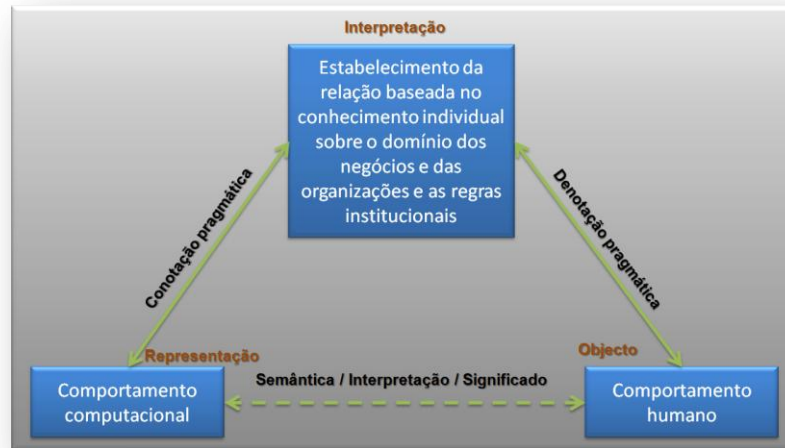 Interpretação
Estabelecimento da
relação baseada no
conhecimento individual
sobre o domínio dos
negócios e das
organizações e as regras
institucionais
Conotação pragmática
Denotação pragmática
Representação
Objecto
Comportamento
computacional
Semântica / Interpretação / Significado
Comportamento
humano